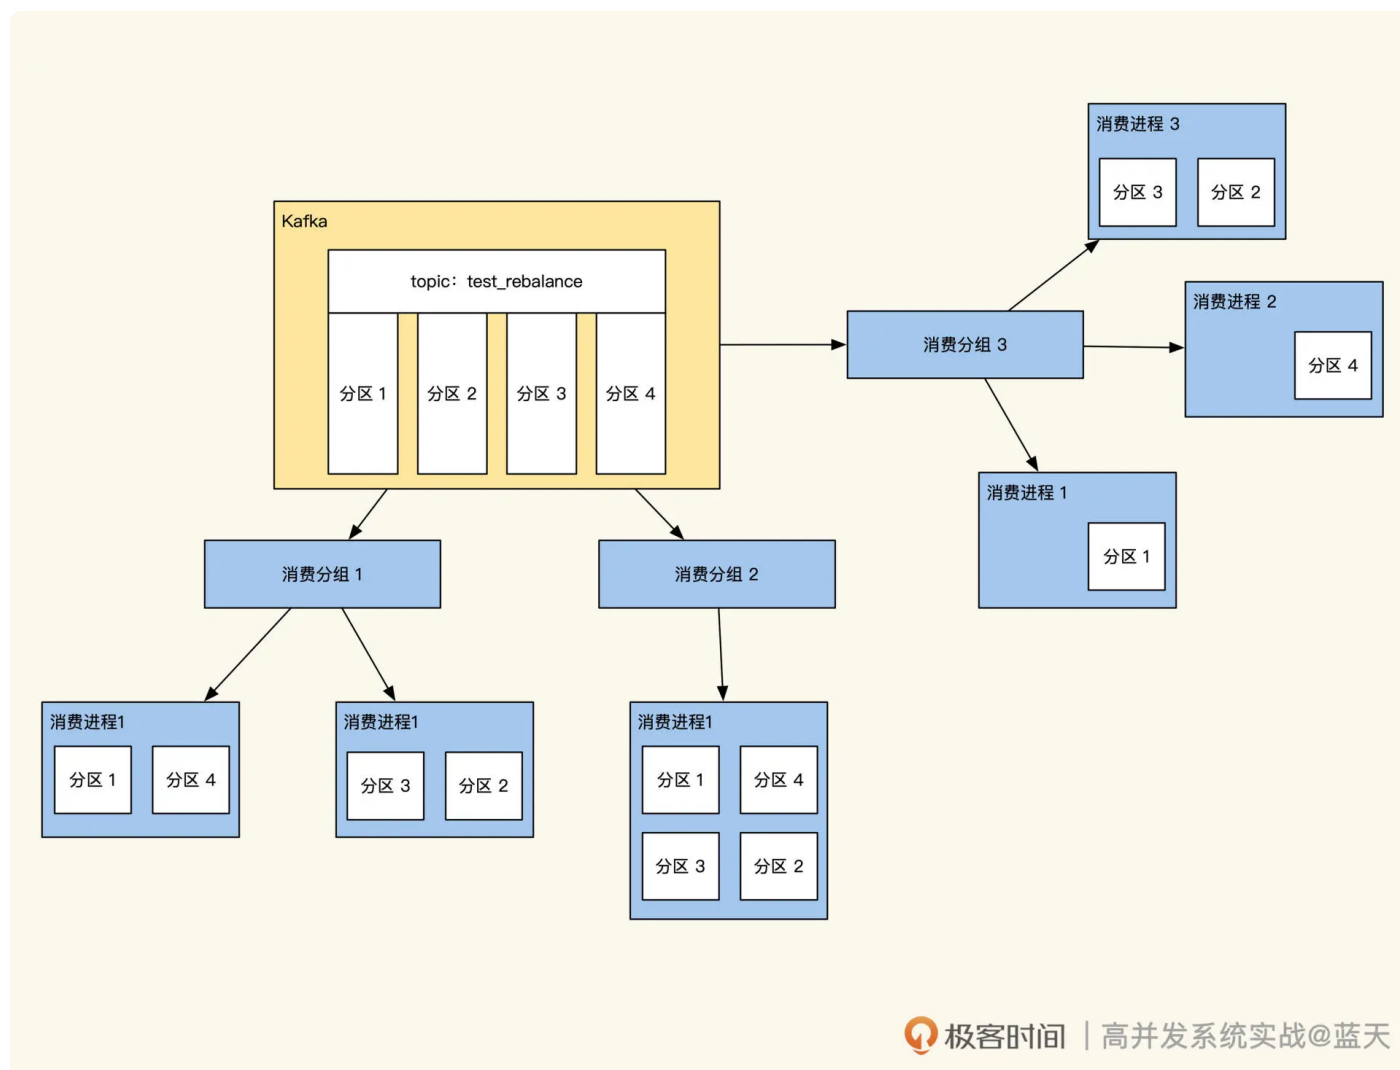 Kafka
topic：test_rebalance
分区 1
分区 2
分区 3
分区 4
消费分组 3
消费进程 3
分区 3
分区 2
消费进程 2
分区 4
消费进程 1
分区 1
消费分组 1
消费进程1
分区 1
分区 4
消费进程1
分区 3
分区 2
消费分组 2
消费进程1
分区 1
分区 4
分区 3
分区 2
极客时间 | 高并发系统实战@蓝天